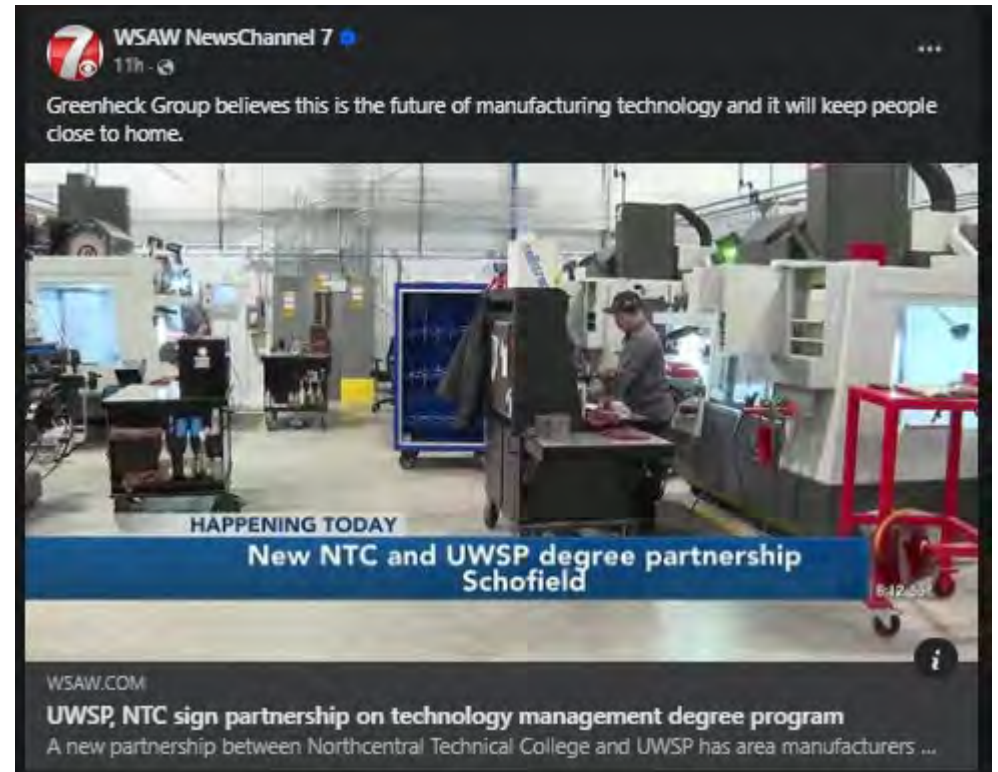 WSAW NewsChannel 7
11h
Greenheck Group believes this is the future of manufacturing technology and it will keep people
close to home.
HAPPENING TODAY
New NTC and UWSP degree partnership
Schofield
WSAW.COM
UWSP, NTC sign partnership on technology management degree program
A new partnership between Northcentral Technical College and UWSP has area manufacturers ...